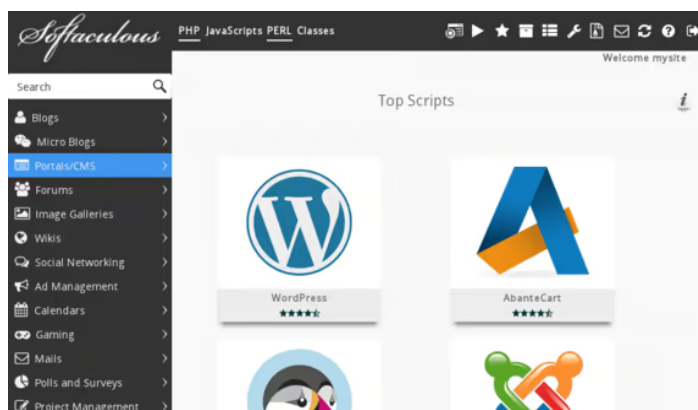 Softaculous
PHP JavaScripts PERL Classes
Welcome mysite
Search
Blogs
Micro Blogs
Portals/CMS
Forums
Image Galleries
Wikis
Social Networking
Ad Management
Calendars
Gaming
Mails
Polls and Surveys
Project Management
Top Scripts
i
WordPress
AbanteCart